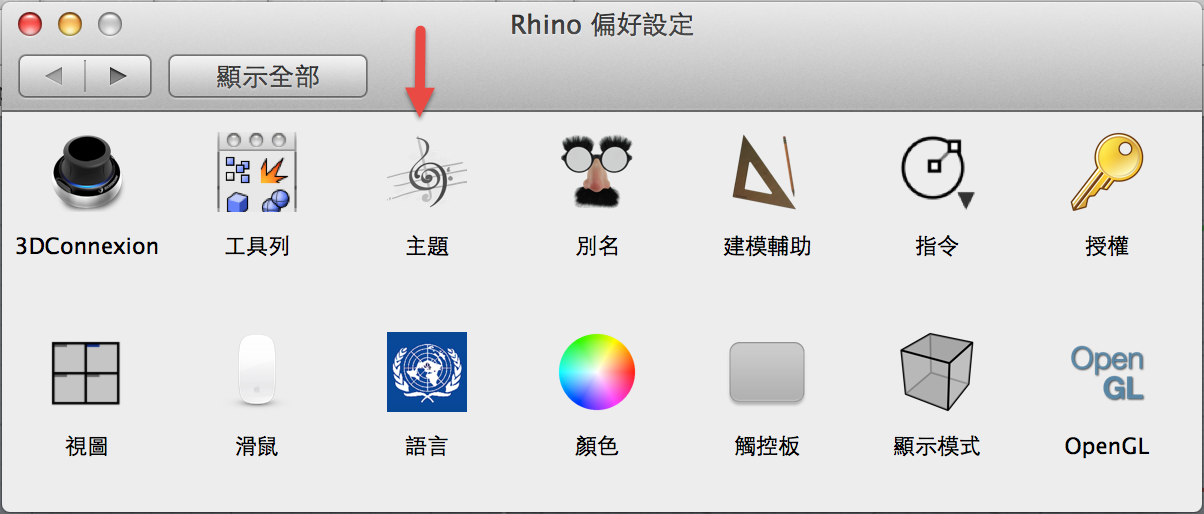 Rhino 偏好設定
顯示全部
3DConnexion 工具列 主題 別名 建模輔助 指令 授權
Open
GL
視圖 滑鼠 語言 顏色 觸控板 顯示模式 OpenGL